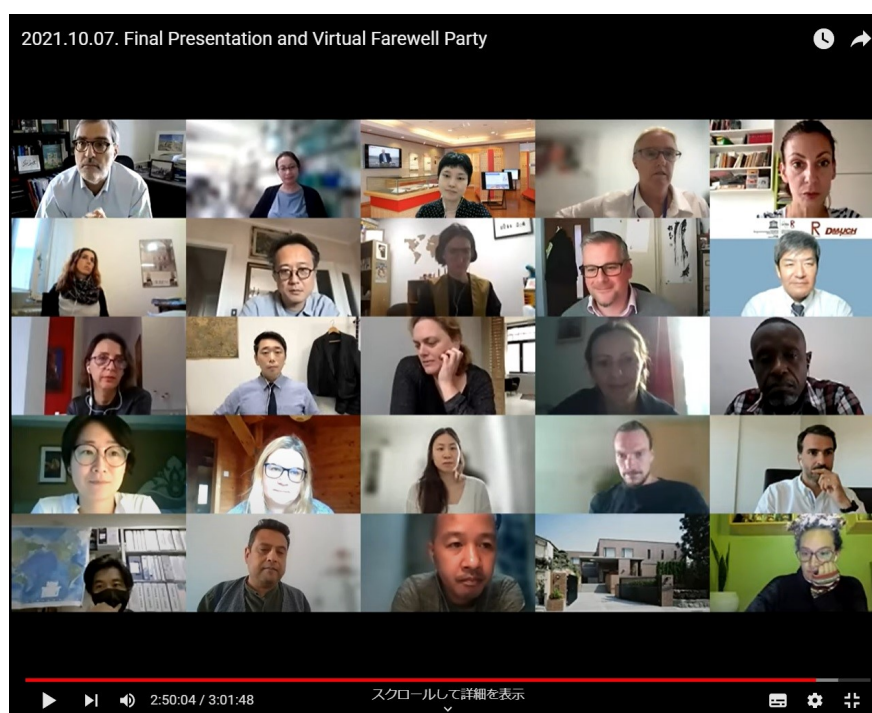 2021.10.07. Final Presentation and Virtual Farewell Party
R DMUCH
2:50:04 / 3:01:48
スクロールして詳細を表示